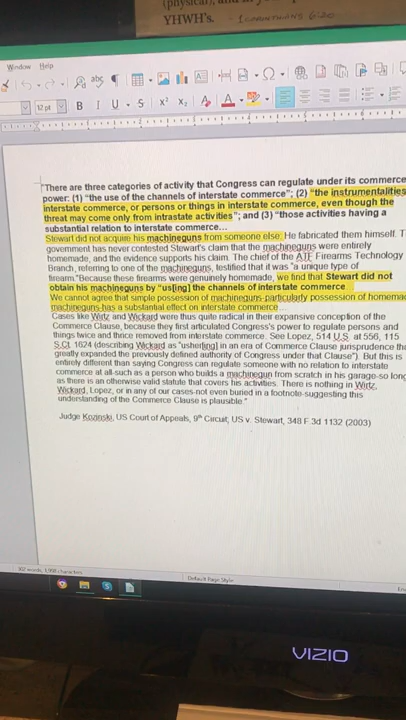 (physical), and
YHWH's. - I CORINTHIANS 6:20
Window Help
12 pt
"There are three categories of activity that Congress can regulate under its commerce
power: (1) "the use of the channels of interstate commerce"; (2) "the instrumentalities
interstate commerce, or persons or things in interstate commerce, even though the
threat may come only from intrastate activities"; and (3) "those activities having a
substantial relation to interstate commerce...
Stewart did not acquire his machineguns from someone else: He fabricated them himself. T
government has never contested Stewart's claim that the machineguns were entirely
homemade, and the evidence supports his claim. The chief of the ATF Firearms Technology
Branch, referring to one of the machineguns, testified that it was "a unique type of
firearm."Because these firearms were genuinely homemade, we find that Stewart did not
obtain his machineguns by "us[ing] the channels of interstate commerce...
We cannot agree that simple possession of machineguns-particularly possession of homemad
machineguns-has a substantial effect on interstate commerce...
Cases like Wirtz and Wickard were thus quite radical in their expansive conception of the
Commerce Clause, because they first articulated Congress's power to regulate persons and
things twice and thrice removed from interstate commerce. See Lopez, 514 U.S. at 556, 115
S.Ct. 1624 (describing Wickard as "usher[ing] in an era of Commerce Clause jurisprudence tha
greatly expanded the previously defined authority of Congress under that Clause"). But this is
entirely different than saying Congress can regulate someone with no relation to interstate
commerce at all-such as a person who builds a machinegun from scratch in his garage-so long
as there is an otherwise valid statute that covers his activities. There is nothing in Wirtz,
Wickard, Lopez, or in any of our cases-not even buried in a footnote-suggesting this
understanding of the Commerce Clause is plausible."
Judge Kozinski, US Court of Appeals, 9th Circuit; US v. Stewart, 348 F.3d 1132 (2003)
Default Page Style
VIZIO